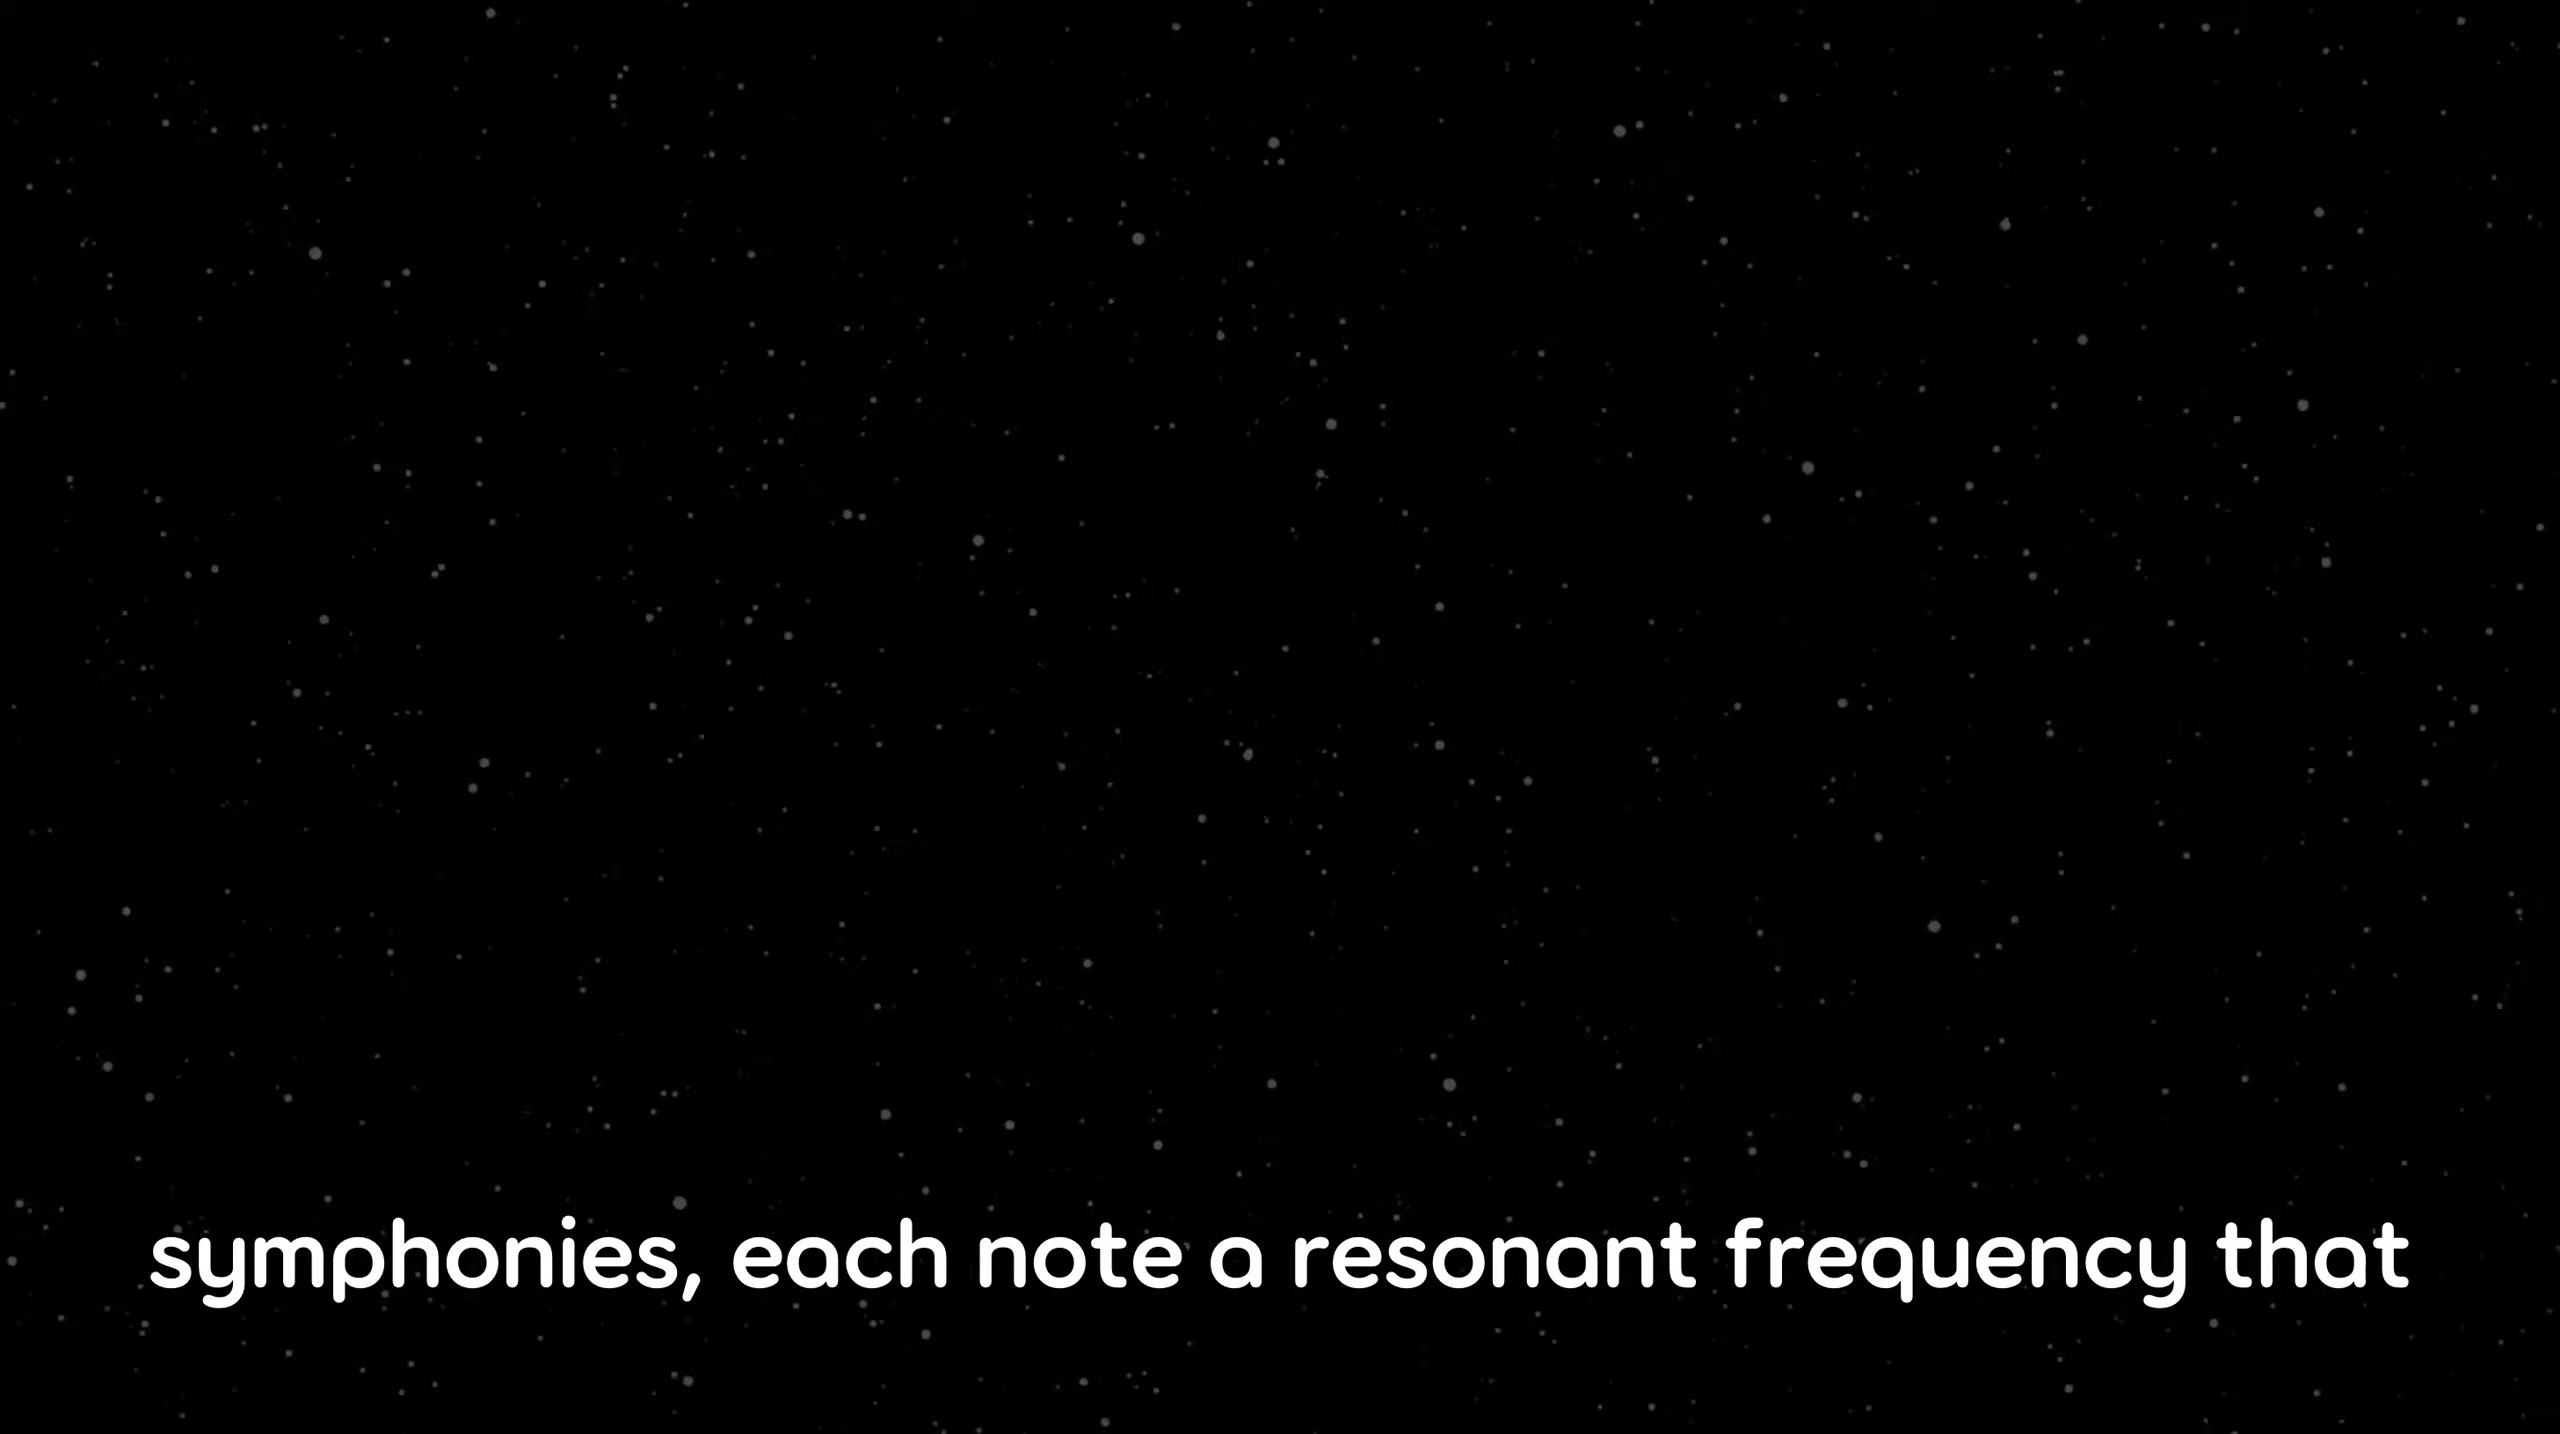 symphonies, each note a resonant frequency that